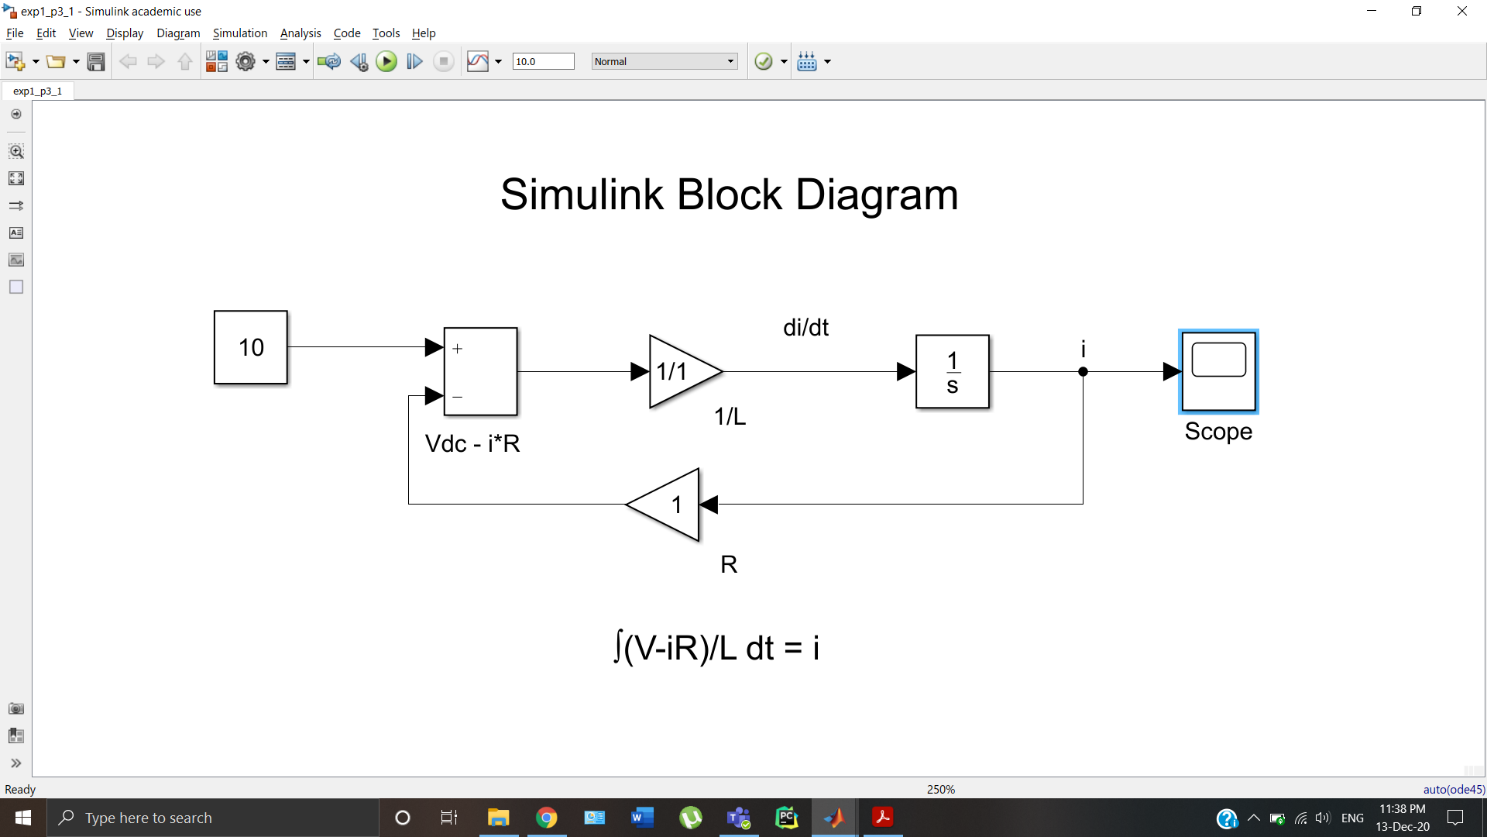 exp1_p3_1 - Simulink academic use
File Edit View Display Diagram Simulation Analysis Code Tools Help
10.0 Normal
exp1_p3_1
Simulink Block Diagram
10
+
−
Vdc - i*R
1/1
1/L
di/dt
1
s
i
Scope
1
R
∫(V-iR)/L dt = i
Ready 250% auto(ode45)
Type here to search
ENG
11:38 PM
13-Dec-20